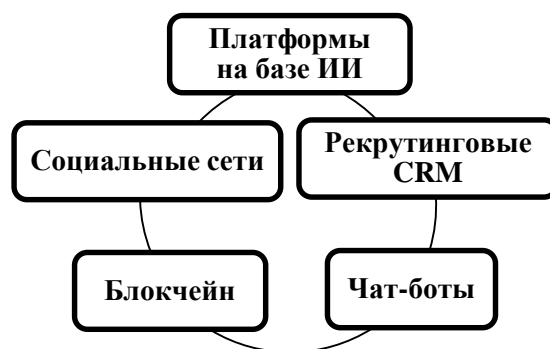 Платформы
на базе ИИ
Социальные сети
Рекрутинговые
CRM
Блокчейн
Чат-боты